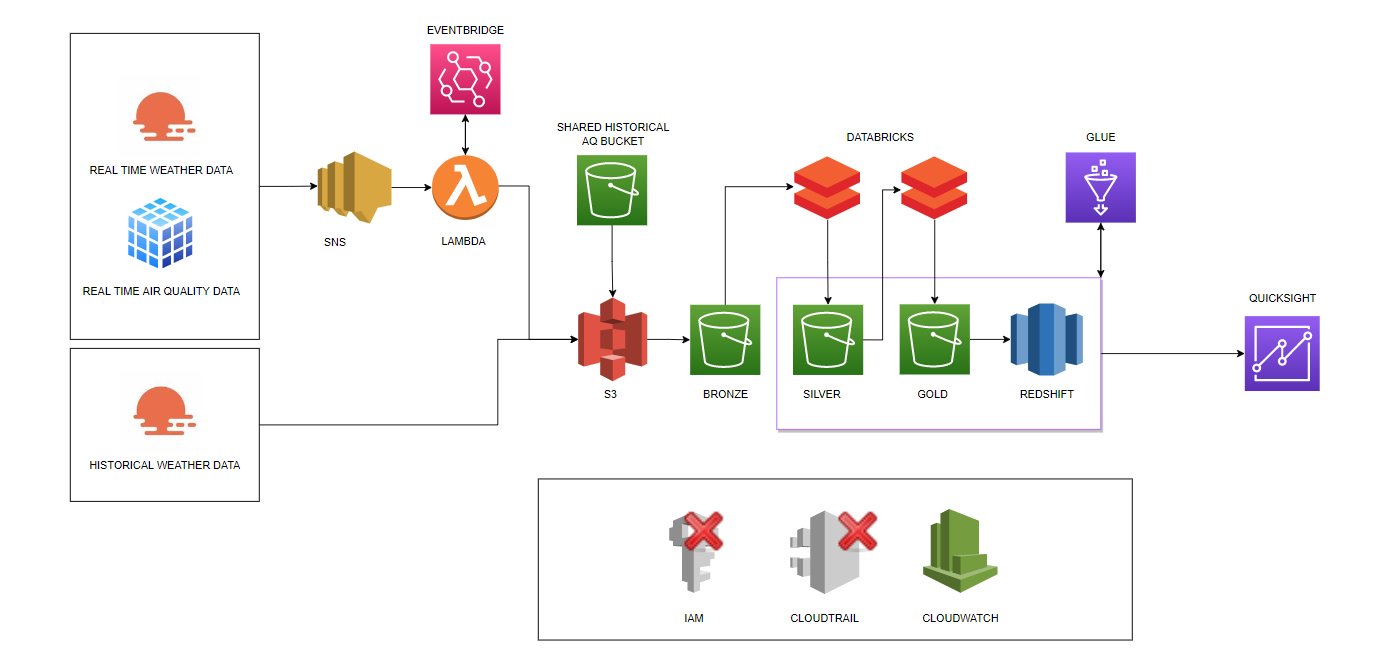 EVENTBRIDGE
SHARED HISTORICAL
AQ BUCKET
DATABRICKS
GLUE
REAL TIME WEATHER DATA
SNS
LAMBDA
REAL TIME AIR QUALITY DATA
QUICKSIGHT
S3
BRONZE
SILVER
GOLD
REDSHIFT
HISTORICAL WEATHER DATA
IAM
CLOUDTRAIL
CLOUDWATCH